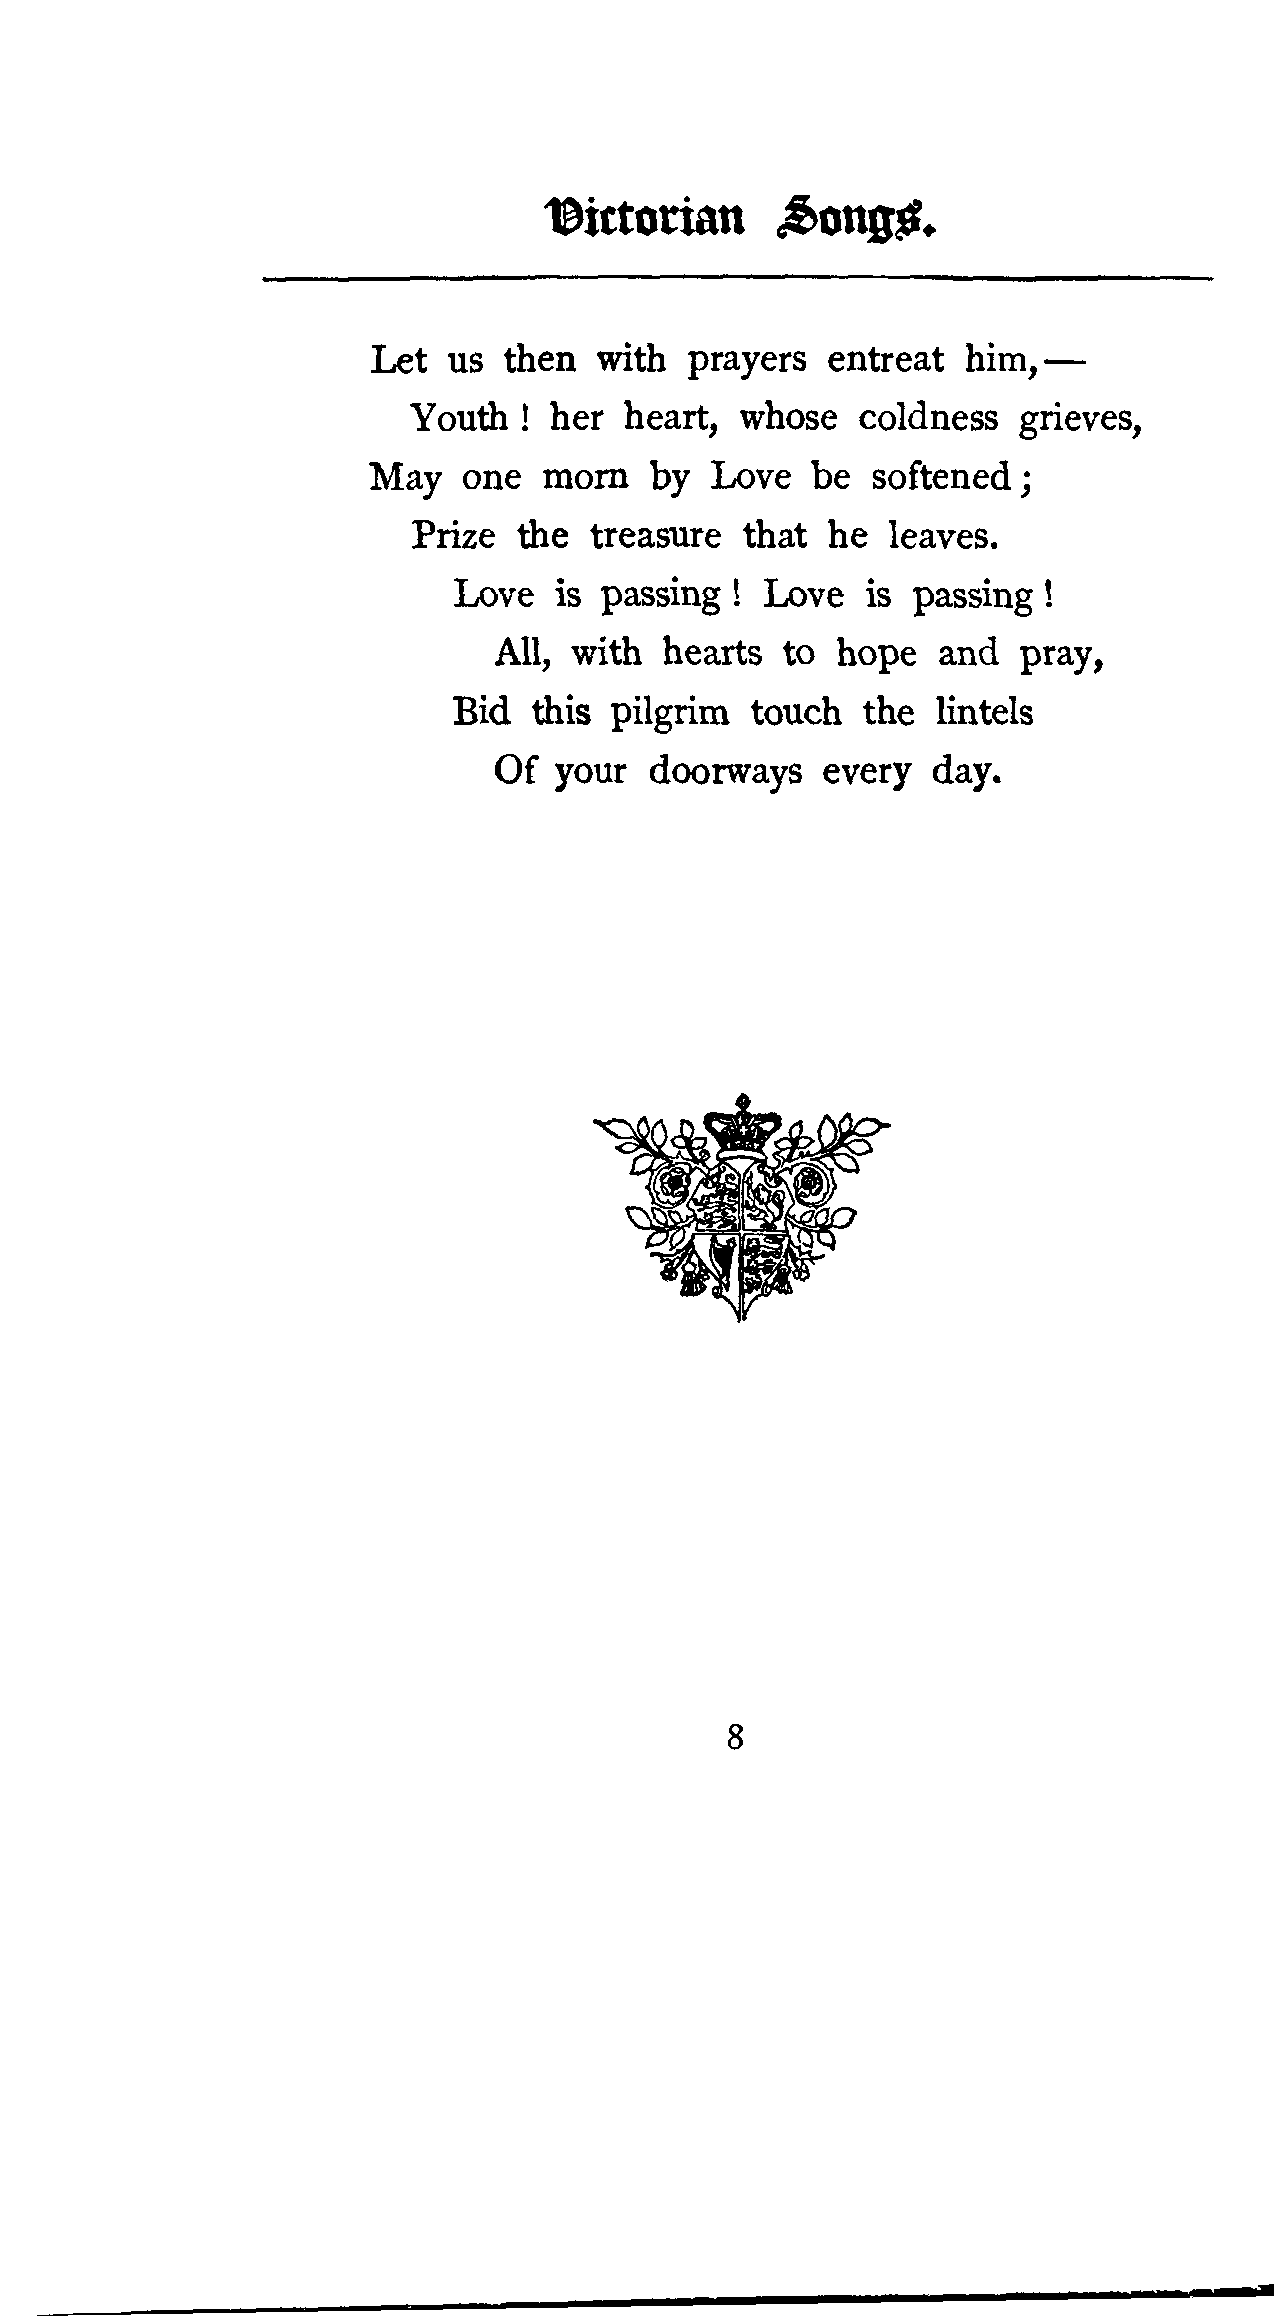 Victorian Songs.
Let us then with prayers entreat him,—
Youth! her heart, whose coldness grieves,
May one morn by Love be softened;
Prize the treasure that he leaves.
Love is passing! Love is passing!
All, with hearts to hope and pray,
Bid this pilgrim touch the lintels
Of your doorways every day.
8